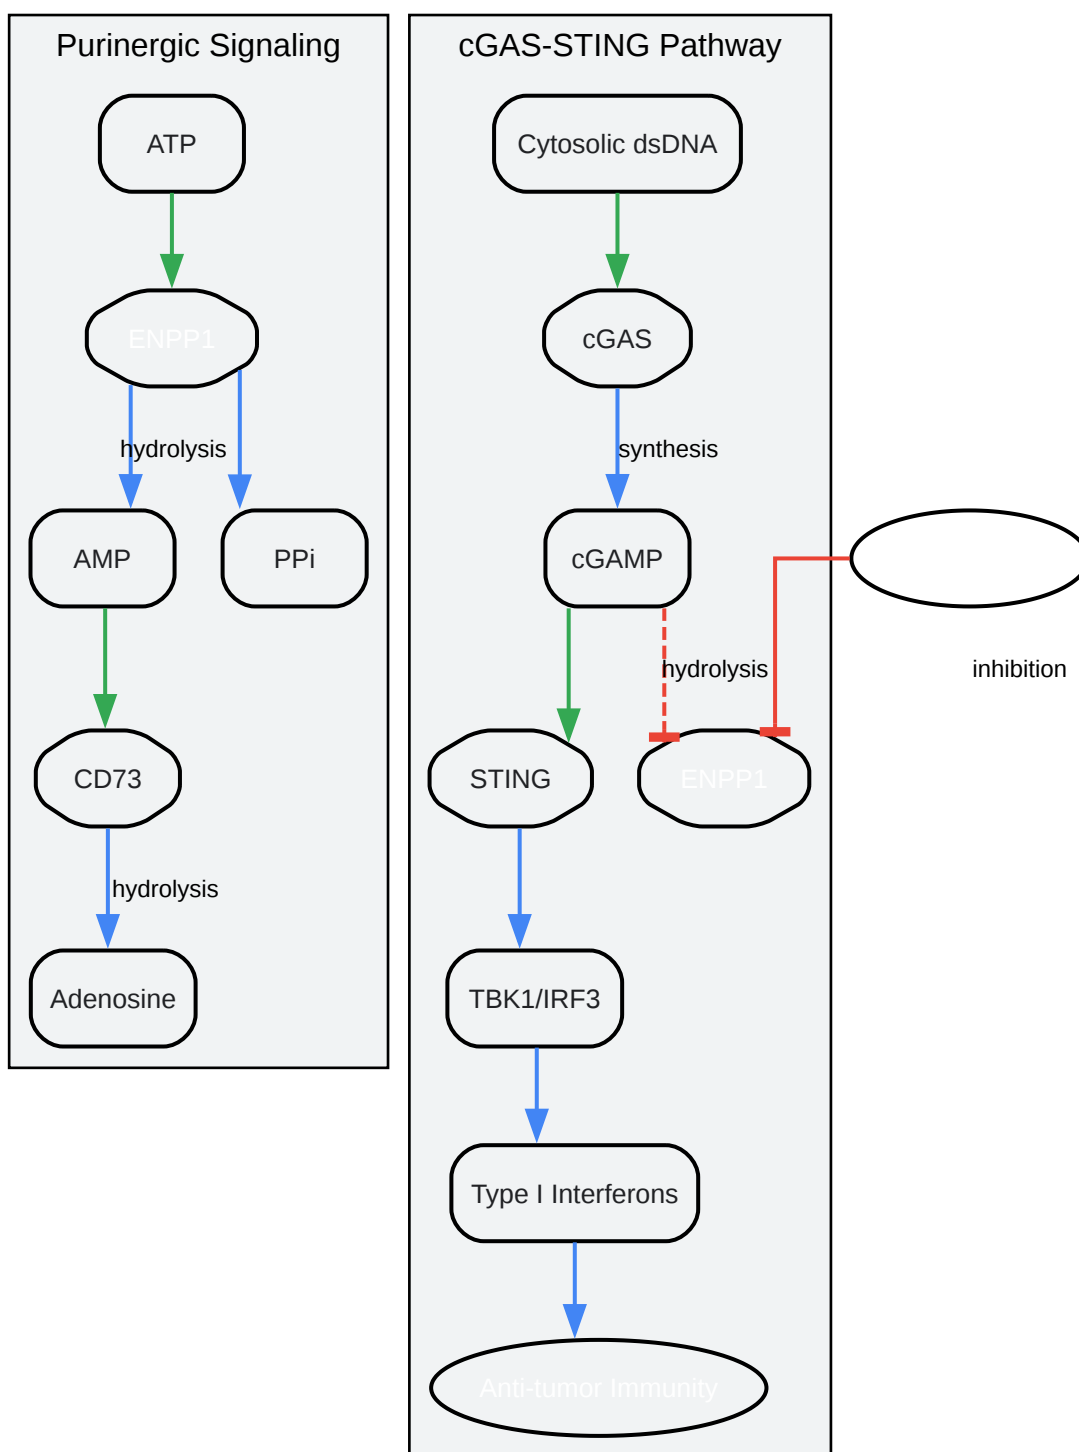 Purinergic Signaling
ATP
ENPP1
hydrolysis
AMP
PPi
CD73
hydrolysis
Adenosine
cGAS-STING Pathway
Cytosolic dsDNA
cGAS
synthesis
cGAMP
hydrolysis
STING
ENPP1
TBK1/IRF3
Type I Interferons
Anti-tumor Immunity
inhibition